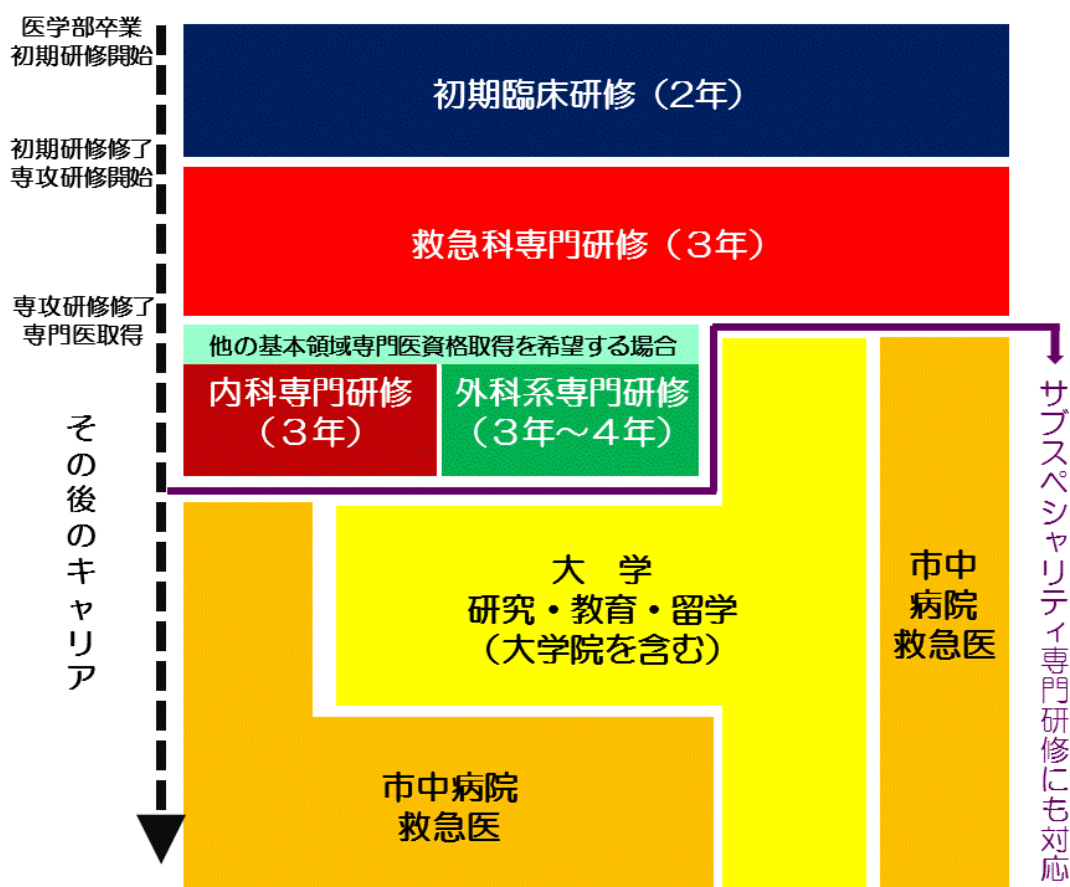 医学部卒業
初期研修開始
初期臨床研修（2年）
初期研修修了
専攻研修開始
救急科専門研修（3年）
専攻研修修了
専門医取得
他の基本領域専門医資格取得を希望する場合
内科専門研修
（3年）
外科系専門研修
（3年～4年）
その後のキャリア
大　学
研究・教育・留学
（大学院を含む）
市中
病院
救急医
市中病院
救急医
サブスペシャリティ専門研修にも対応